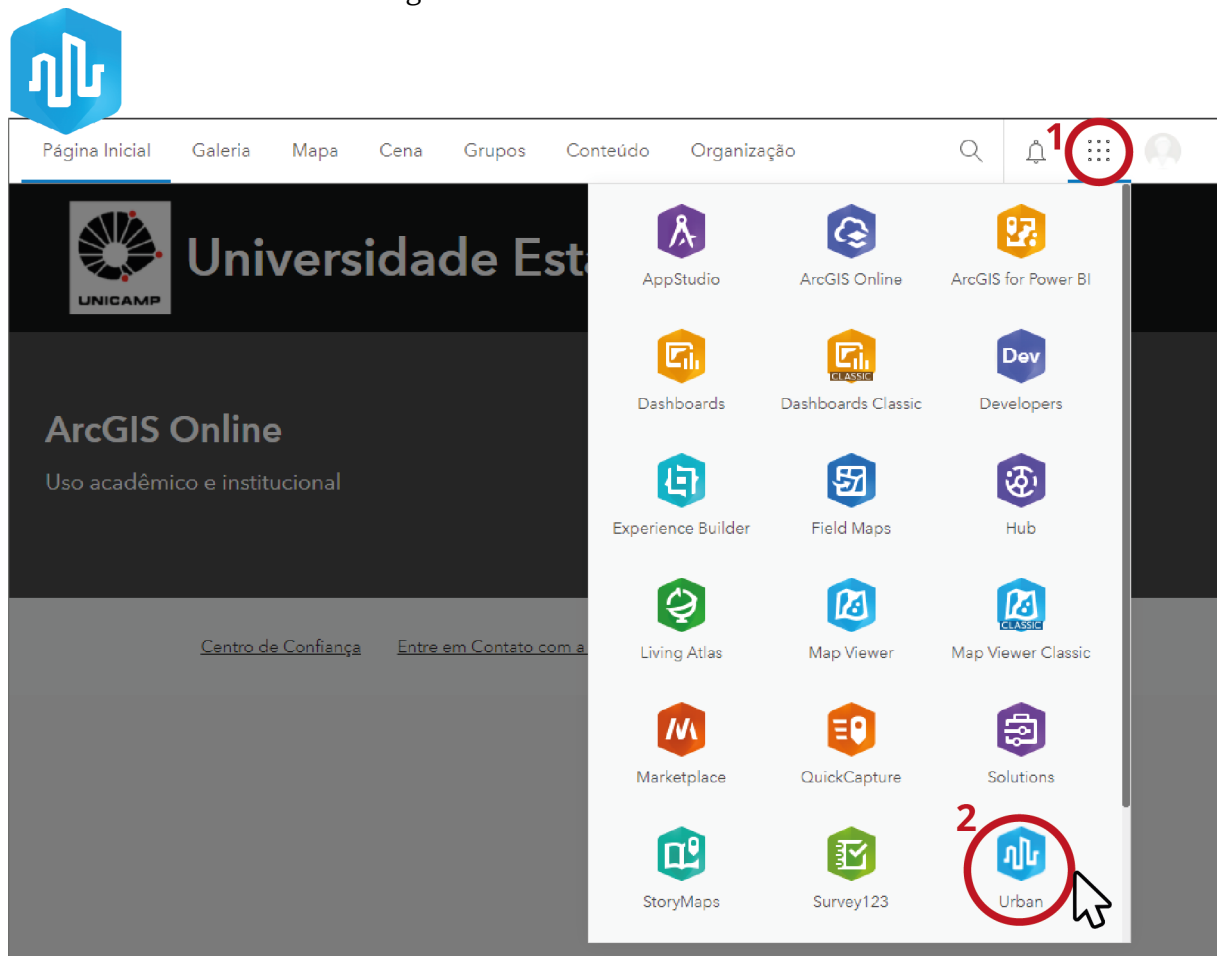 Página Inicial Galeria Mapa Cena Grupos Conteúdo Organização 1
UNICAMP
Universidade Est
ArcGIS Online
Uso acadêmico e institucional
Centro de Confiança Entre em Contato com a
AppStudio ArcGIS Online ArcGIS for Power BI
CLASSIC Dev
Dashboards Dashboards Classic Developers
Experience Builder Field Maps Hub
CLASSIC
Living Atlas Map Viewer Map Viewer Classic
Marketplace QuickCapture Solutions
2
StoryMaps Survey123 Urban